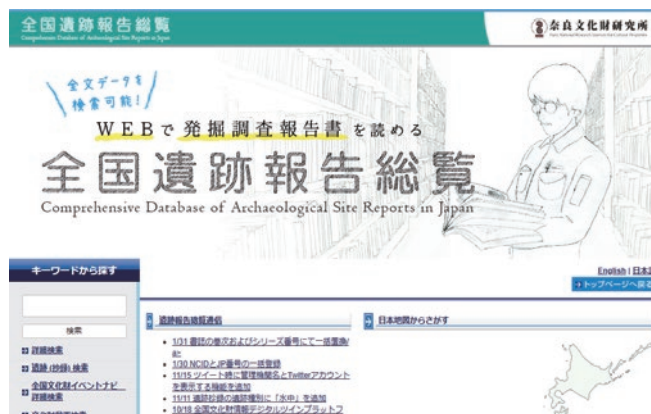 全国遺跡報告総覧
Comprehensive Database of Archaeological Site Reports in Japan
奈良文化財研究所
全文データを
検索可能!
WEBで発掘調査報告書を読める
全国遺跡報告総覧
Comprehensive Database of Archaeological Site Reports in Japan
キーワードから探す
検索
詳細検索
遺跡(抄録)検索
全国文化財イベントナビ
詳細検索
English | 日本語
トップページへ戻る
遺跡報告総覧通信
1/31 書誌の巻次およびシリーズ番号にて一括置換/
1/30 NCIDとJP番号の一括登録
11/15 ツイート時に管理機関名とTwitterアカウント
を表示する機能を追加
11/11 遺跡抄録の遺跡種別に「水中」を追加
10/18 全国文化財情報デジタルツインプラットフ
日本地図からさがす